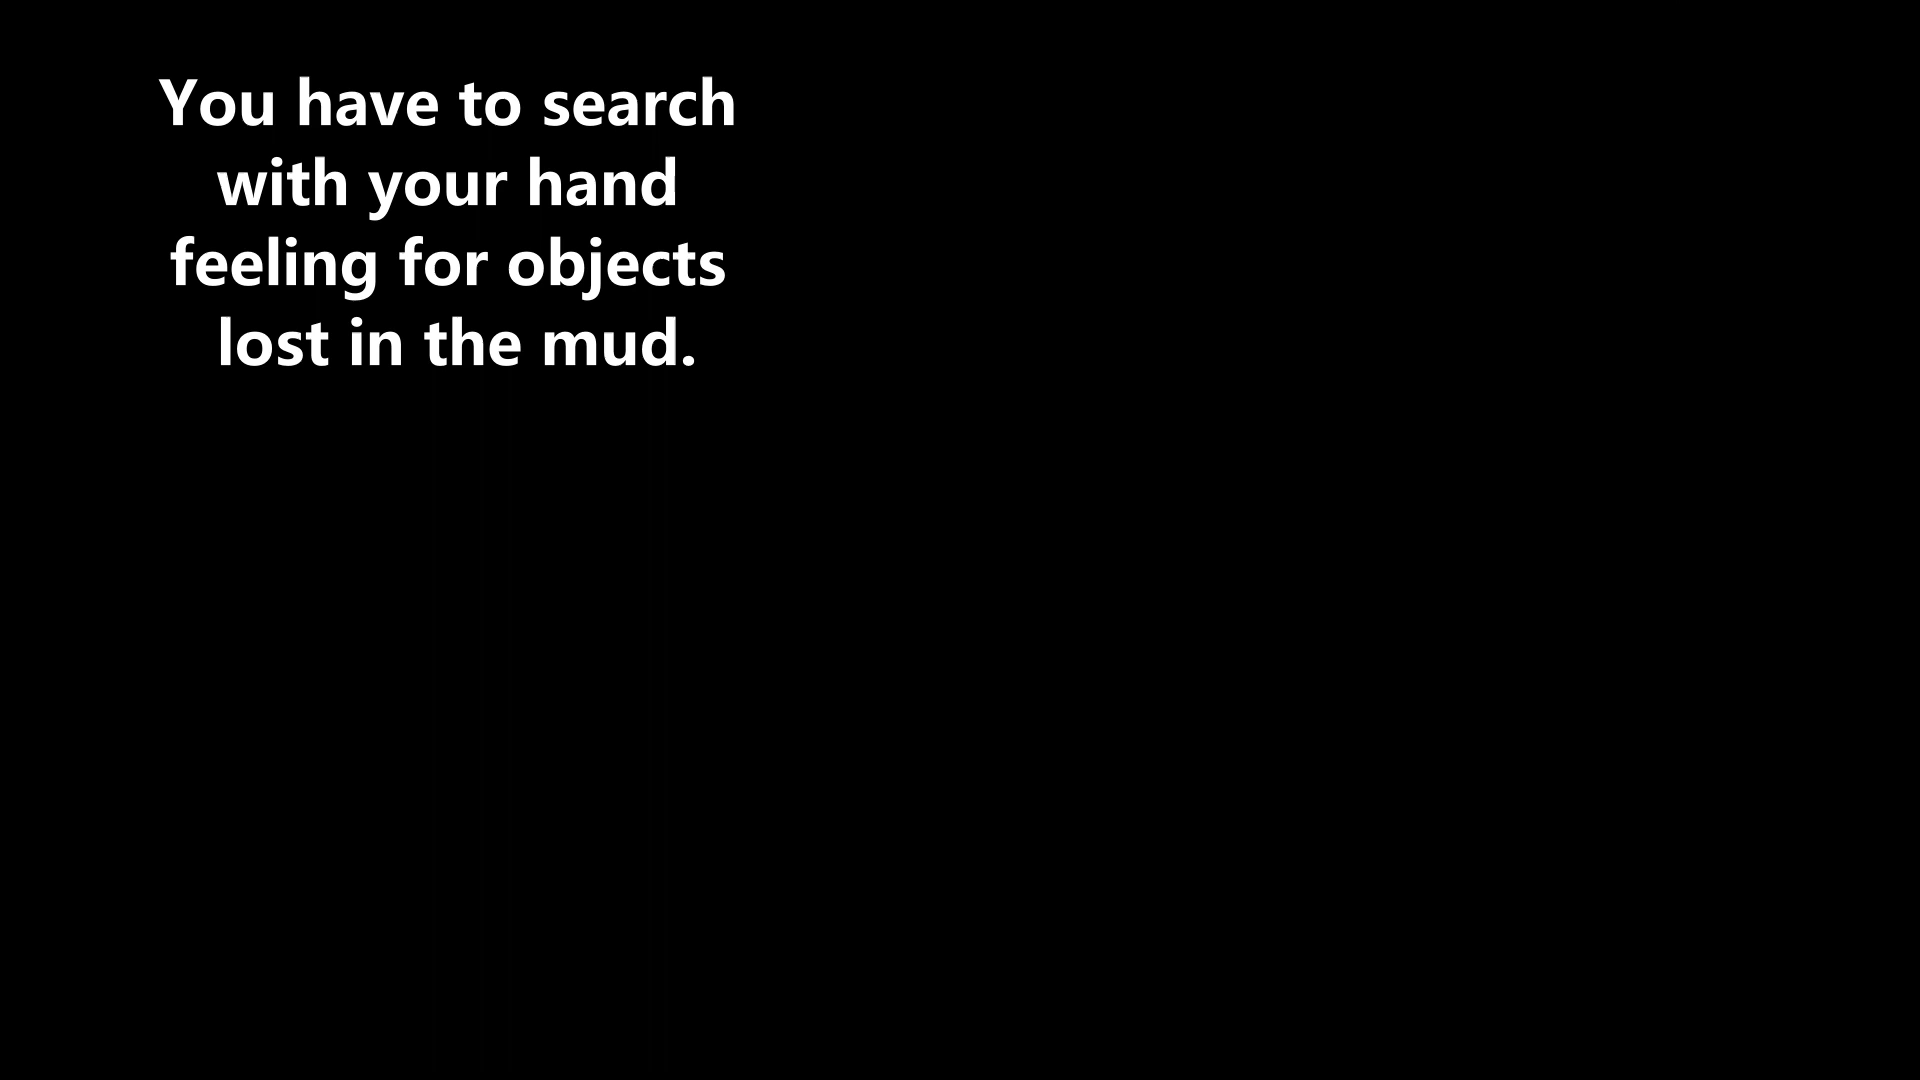 You have to search
with your hand
feeling for objects
lost in the mud.